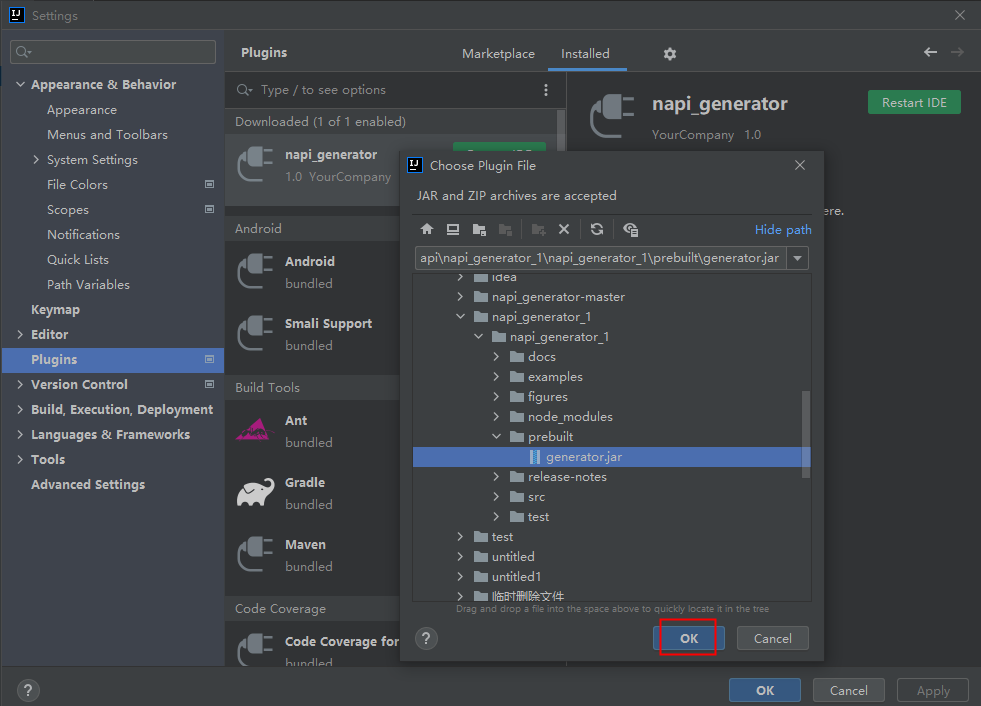 Settings
Plugins
Marketplace
Installed
Appearance & Behavior
Appearance
Menus and Toolbars
System Settings
File Colors
Scopes
Notifications
Quick Lists
Path Variables
Keymap
Editor
Plugins
Version Control
Build, Execution, Deployment
Languages & Frameworks
Tools
Advanced Settings
Type / to see options
Downloaded (1 of 1 enabled)
napi_generator
1.0 YourCompany
Android
Android
bundled
Smali Support
bundled
Build Tools
Ant
bundled
Gradle
bundled
Maven
bundled
Code Coverage
Code Coverage for
bundled
napi_generator
Restart IDE
YourCompany 1.0
ere.
Choose Plugin File
JAR and ZIP archives are accepted
Hide path
api\napi_generator_1\napi_generator_1\prebuilt\generator.jar
idea
napi_generator-master
napi_generator_1
napi_generator_1
docs
examples
figures
node_modules
prebuilt
generator.jar
release-notes
src
test
test
untitled
untitled1
临时删除文件
Drag and drop a file into the space above to quickly locate it in the tree
?
OK
Cancel
?
OK
Cancel
Apply